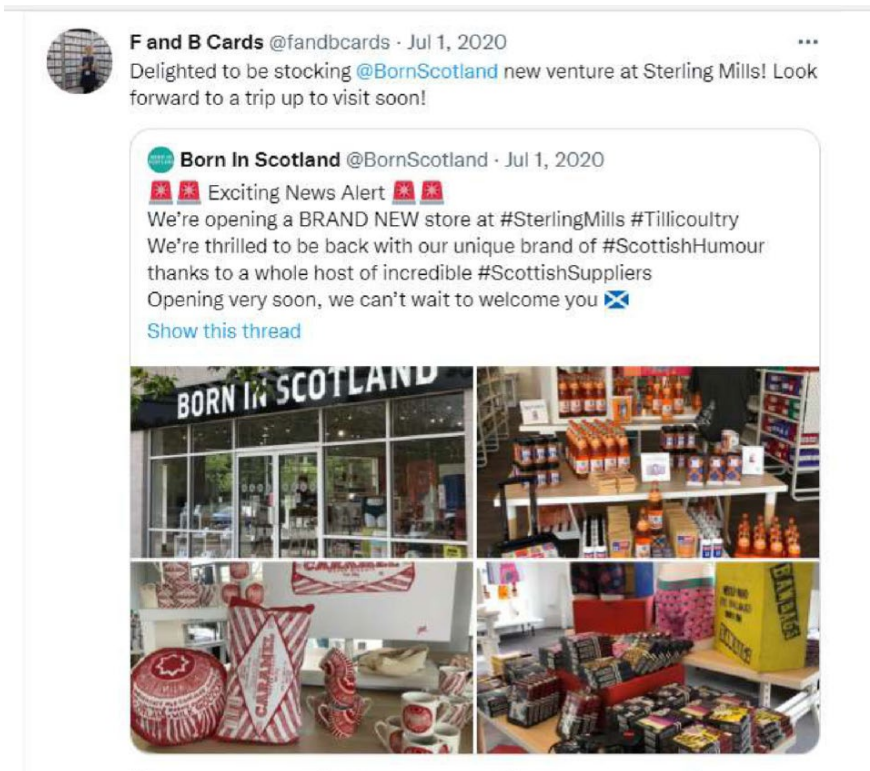 F and B Cards @fandbcards · Jul 1, 2020
Delighted to be stocking @BornScotland new venture at Sterling Mills! Look
forward to a trip up to visit soon!
Born In Scotland @BornScotland · Jul 1, 2020
🚨🚨 Exciting News Alert 🚨🚨
We're opening a BRAND NEW store at #SterlingMills #Tillicoultry
We're thrilled to be back with our unique brand of #ScottishHumour
thanks to a whole host of incredible #ScottishSuppliers
Opening very soon, we can't wait to welcome you 🏴󠁧󠁢󠁳󠁣󠁴󠁿
Show this thread
BORN IN SCOTLAND
CARAMEL
CARAMEL